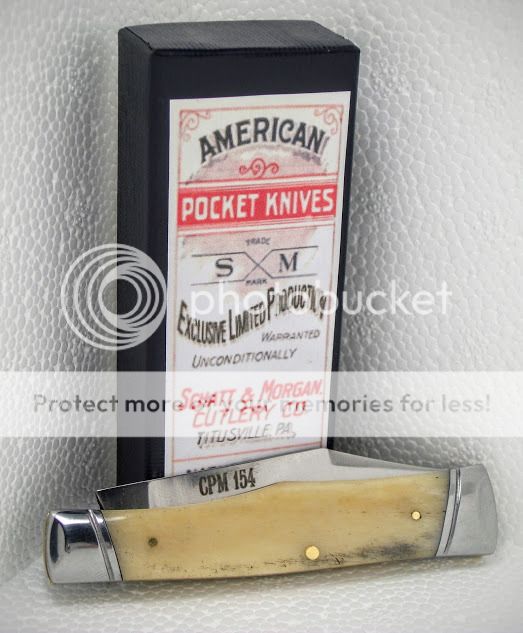 AMERICAN
POCKET KNIVES
TRADE
S M
MARK
EXCLUSIVE LIMITED PRODUCTION
WARRANTED
UNCONDITIONALLY
photobucket
Protect more of your memories for less!
SCHATT & MORGAN
CUTLERY CO
TITUSVILLE, PA.
CPM 154